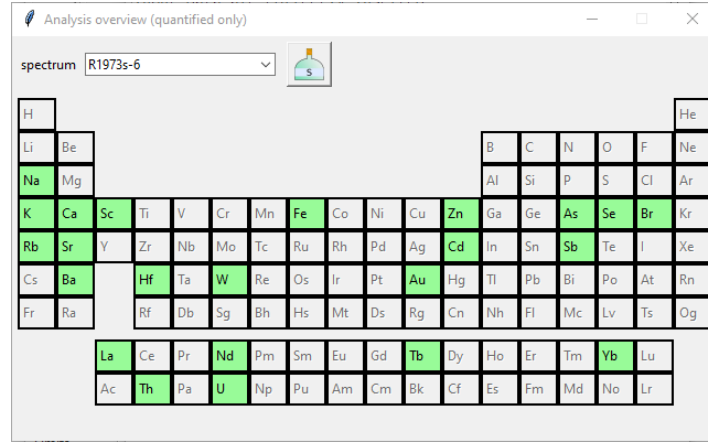 Analysis overview (quantified only)
spectrum R1973s-6 s
H He
Li Be B C N O F Ne
Na Mg Al Si P S Cl Ar
K Ca Sc Ti V Cr Mn Fe Co Ni Cu Zn Ga Ge As Se Br Kr
Rb Sr Y Zr Nb Mo Tc Ru Rh Pd Ag Cd In Sn Sb Te I Xe
Cs Ba Hf Ta W Re Os Ir Pt Au Hg Tl Pb Bi Po At Rn
Fr Ra Rf Db Sg Bh Hs Mt Ds Rg Cn Nh Fl Mc Lv Ts Og
La Ce Pr Nd Pm Sm Eu Gd Tb Dy Ho Er Tm Yb Lu
Ac Th Pa U Np Pu Am Cm Bk Cf Es Fm Md No Lr